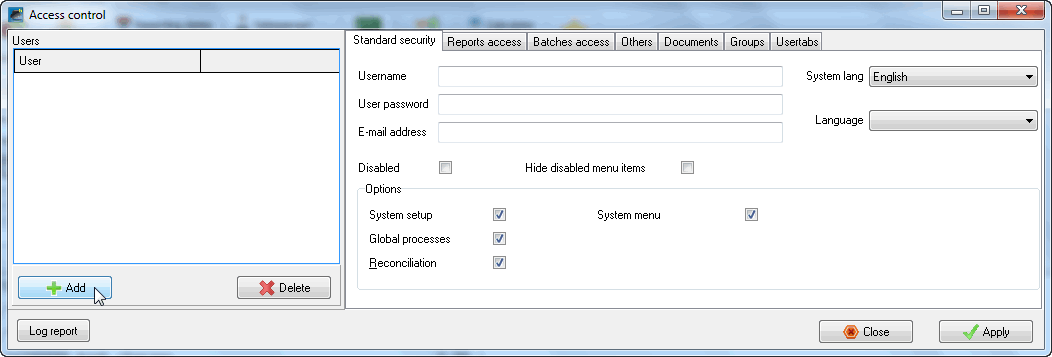 Access control
Users
User
Add
Delete
Log report
Standard security
Reports access
Batches access
Others
Documents
Groups
Usertabs
Username
System lang
English
User password
Language
E-mail address
Disabled
Hide disabled menu items
Options
System setup
System menu
Global processes
Reconciliation
Close
Apply